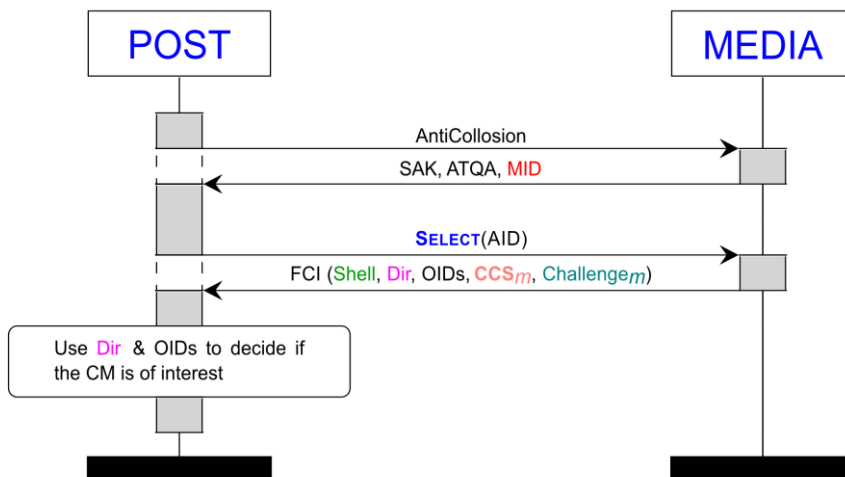 POST
MEDIA
AntiCollosion
SAK, ATQA, MID
SELECT(AID)
FCI (Shell, Dir, OIDs, CCSm, Challengem)
Use Dir & OIDs to decide if
the CM is of interest